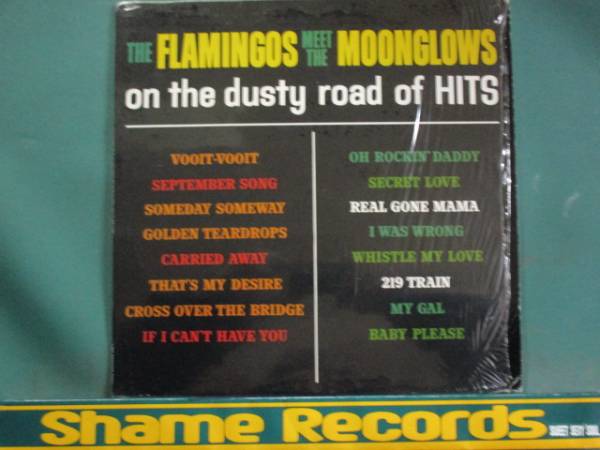 THE FLAMINGOS MEET THE MOONGLOWS
on the dusty road of HITS
VOOIT-VOOIT
SEPTEMBER SONG
SOMEDAY SOMEWAY
GOLDEN TEARDROPS
CARRIED AWAY
THAT'S MY DESIRE
CROSS OVER THE BRIDGE
IF I CAN'T HAVE YOU
OH ROCKIN' DADDY
SECRET LOVE
REAL GONE MAMA
I WAS WRONG
WHISTLE MY LOVE
219 TRAIN
MY GAL
BABY PLEASE
Shame Records